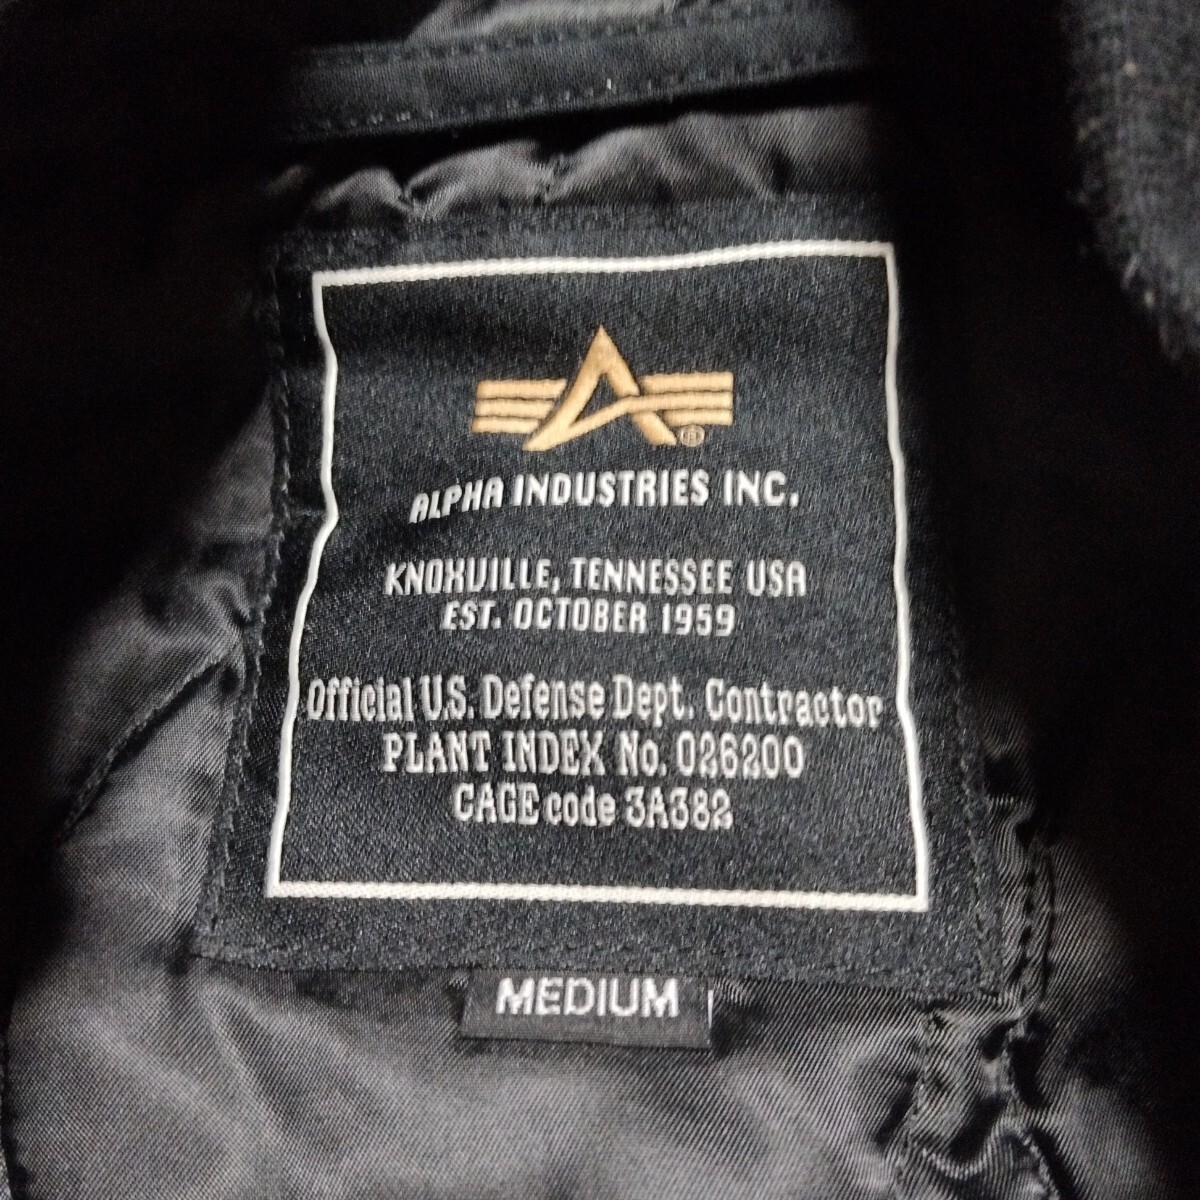 ®
ALPHA INDUSTRIES INC.
KNOXVILLE, TENNESSEE USA
EST. OCTOBER 1959
Official U.S. Defense Dept. Contractor
PLANT INDEX No. 026200
CAGE code 3A382
MEDIUM